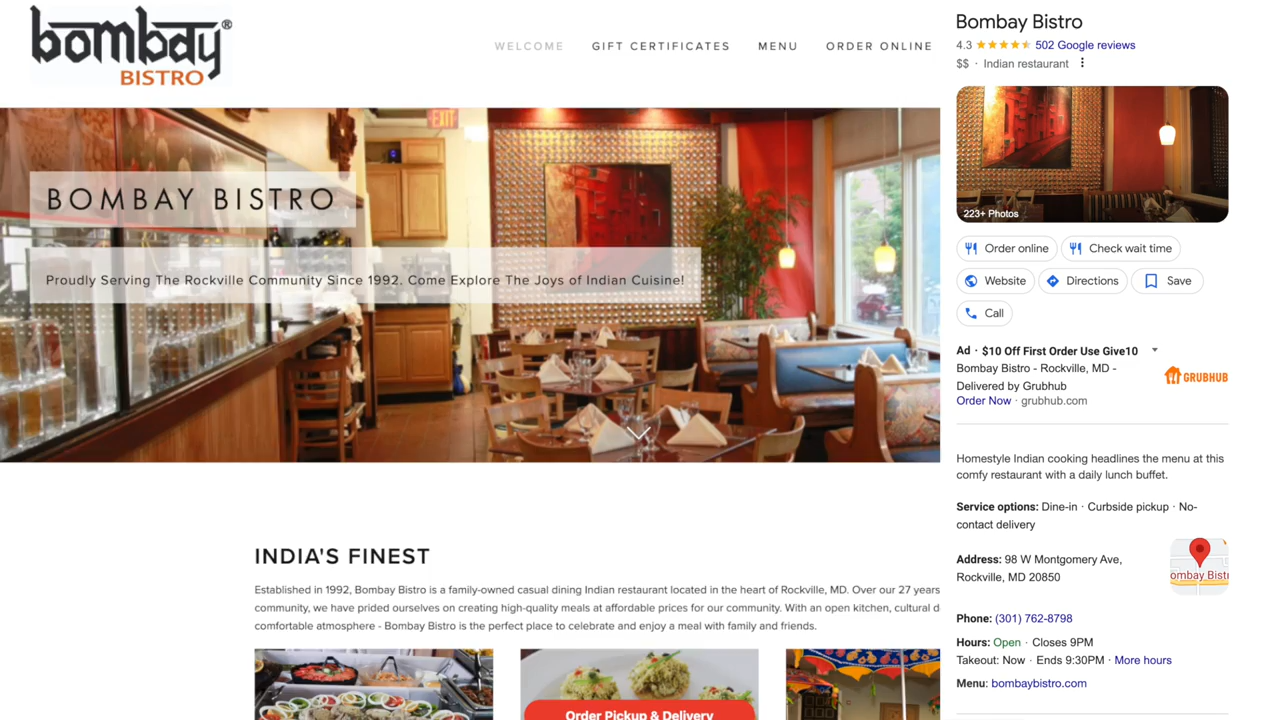 bombay®
BISTRO
WELCOME
GIFT CERTIFICATES
MENU
ORDER ONLINE
EXIT
BOMBAY BISTRO
Proudly Serving The Rockville Community Since 1992. Come Explore The Joys of Indian Cuisine!
INDIA'S FINEST
Established in 1992, Bombay Bistro is a family-owned casual dining Indian restaurant located in the heart of Rockville, MD. Over our 27 years
community, we have prided ourselves on creating high-quality meals at affordable prices for our community. With an open kitchen, cultural d
comfortable atmosphere - Bombay Bistro is the perfect place to celebrate and enjoy a meal with family and friends.
Order Pickup & Delivery
Bombay Bistro
4.3 502 Google reviews
$$ · Indian restaurant
223+ Photos
Order online
Check wait time
Website
Directions
Save
Call
Ad · $10 Off First Order Use Give10
Bombay Bistro - Rockville, MD -
Delivered by Grubhub
Order Now · grubhub.com
GRUBHUB
Homestyle Indian cooking headlines the menu at this
comfy restaurant with a daily lunch buffet.
Service options: Dine-in · Curbside pickup · No-
contact delivery
Address: 98 W Montgomery Ave,
Rockville, MD 20850
ombay Bist
Phone: (301) 762-8798
Hours: Open · Closes 9PM
Takeout: Now · Ends 9:30PM · More hours
Menu: bombaybistro.com